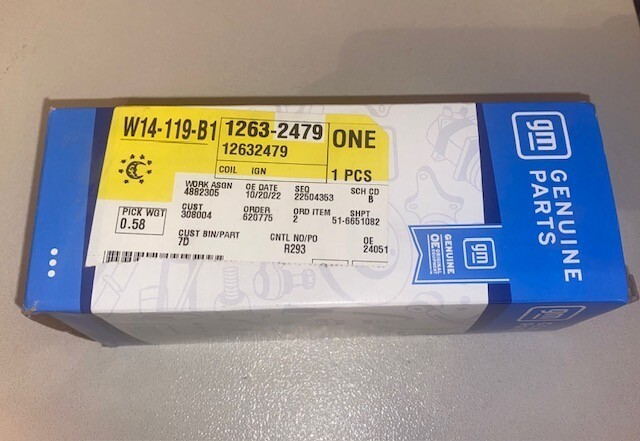 W14-119-B1
1263-2479
12632479
ONE
COIL IGN
1 PCS
WORK ASGN OE DATE SEQ SCH CD
4882305 10/20/22 22504353 B
CUST ORDER ORD ITEM SHPT
308004 620775 2 51-6651082
PICK WGT
0.58
CUST BIN/PART CNTL NO/PO OE
7D R293 24051
gm
GENUINE
PARTS
gm
GENUINE
OE